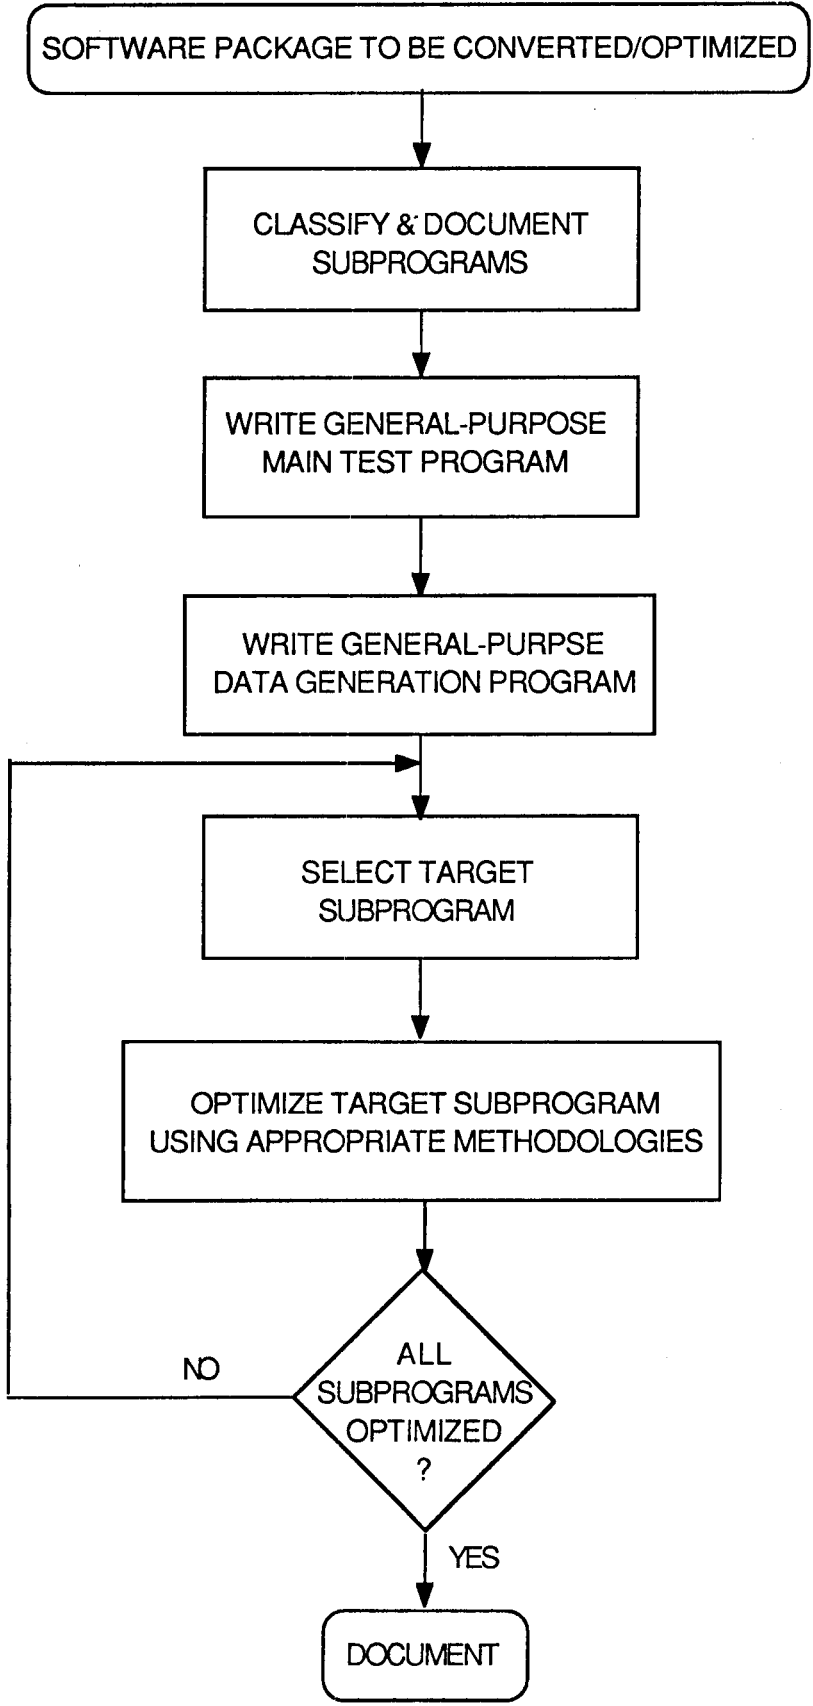 SOFTWARE PACKAGE TO BE CONVERTED/OPTIMIZED
CLASSIFY & DOCUMENT
SUBPROGRAMS
WRITE GENERAL-PURPOSE
MAIN TEST PROGRAM
WRITE GENERAL-PURPSE
DATA GENERATION PROGRAM
SELECT TARGET
SUBPROGRAM
OPTIMIZE TARGET SUBPROGRAM
USING APPROPRIATE METHODOLOGIES
NO
ALL
SUBPROGRAMS
OPTIMIZED
?
YES
DOCUMENT